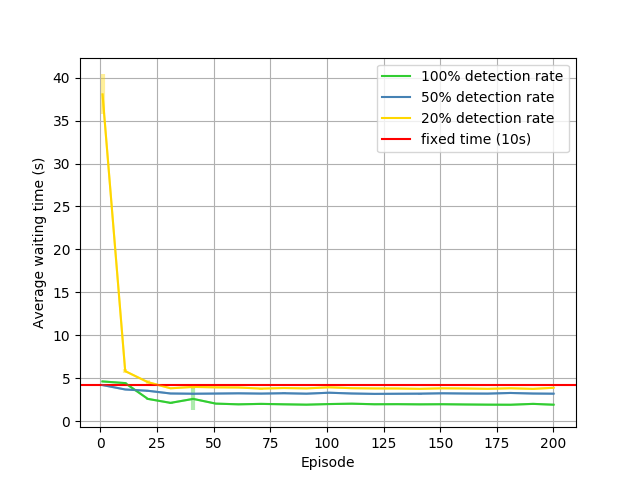 100% detection rate
50% detection rate
20% detection rate
fixed time (10s)
40
35
30
25
20
15
10
5
0
Average waiting time (s)
0 25 50 75 100 125 150 175 200
Episode